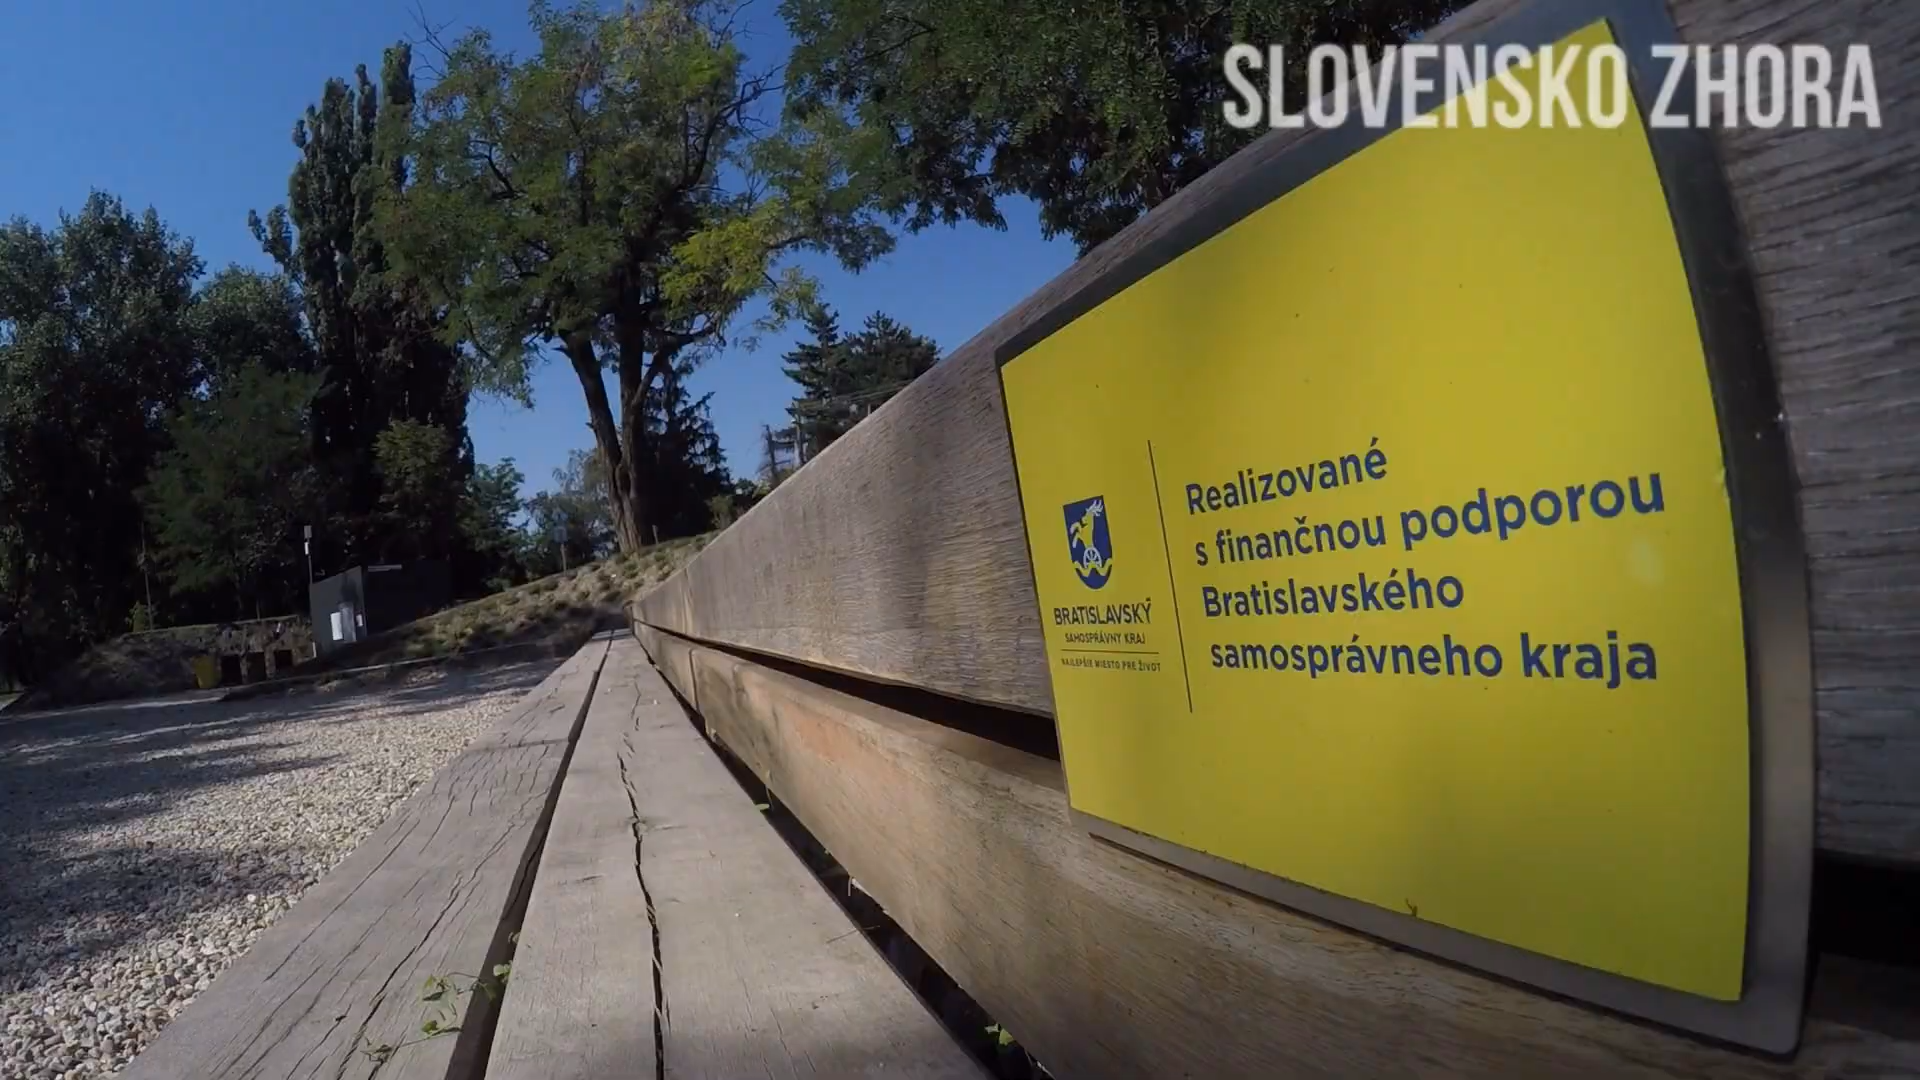 SLOVENSKO ZHORA
Realizované
s finančnou podporou
Bratislavského
samosprávneho kraja
BRATISLAVSKÝ
SAMOSPRÁVNY KRAJ
NAJLEPŠIE MIESTO PRE ŽIVOT